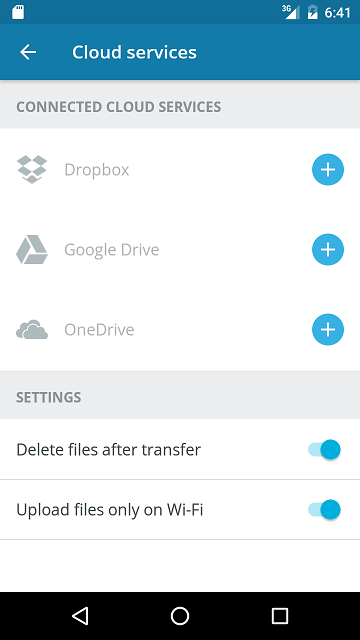 3G
6:41
Cloud services
CONNECTED CLOUD SERVICES
Dropbox
Google Drive
OneDrive
SETTINGS
Delete files after transfer
Upload files only on Wi-Fi